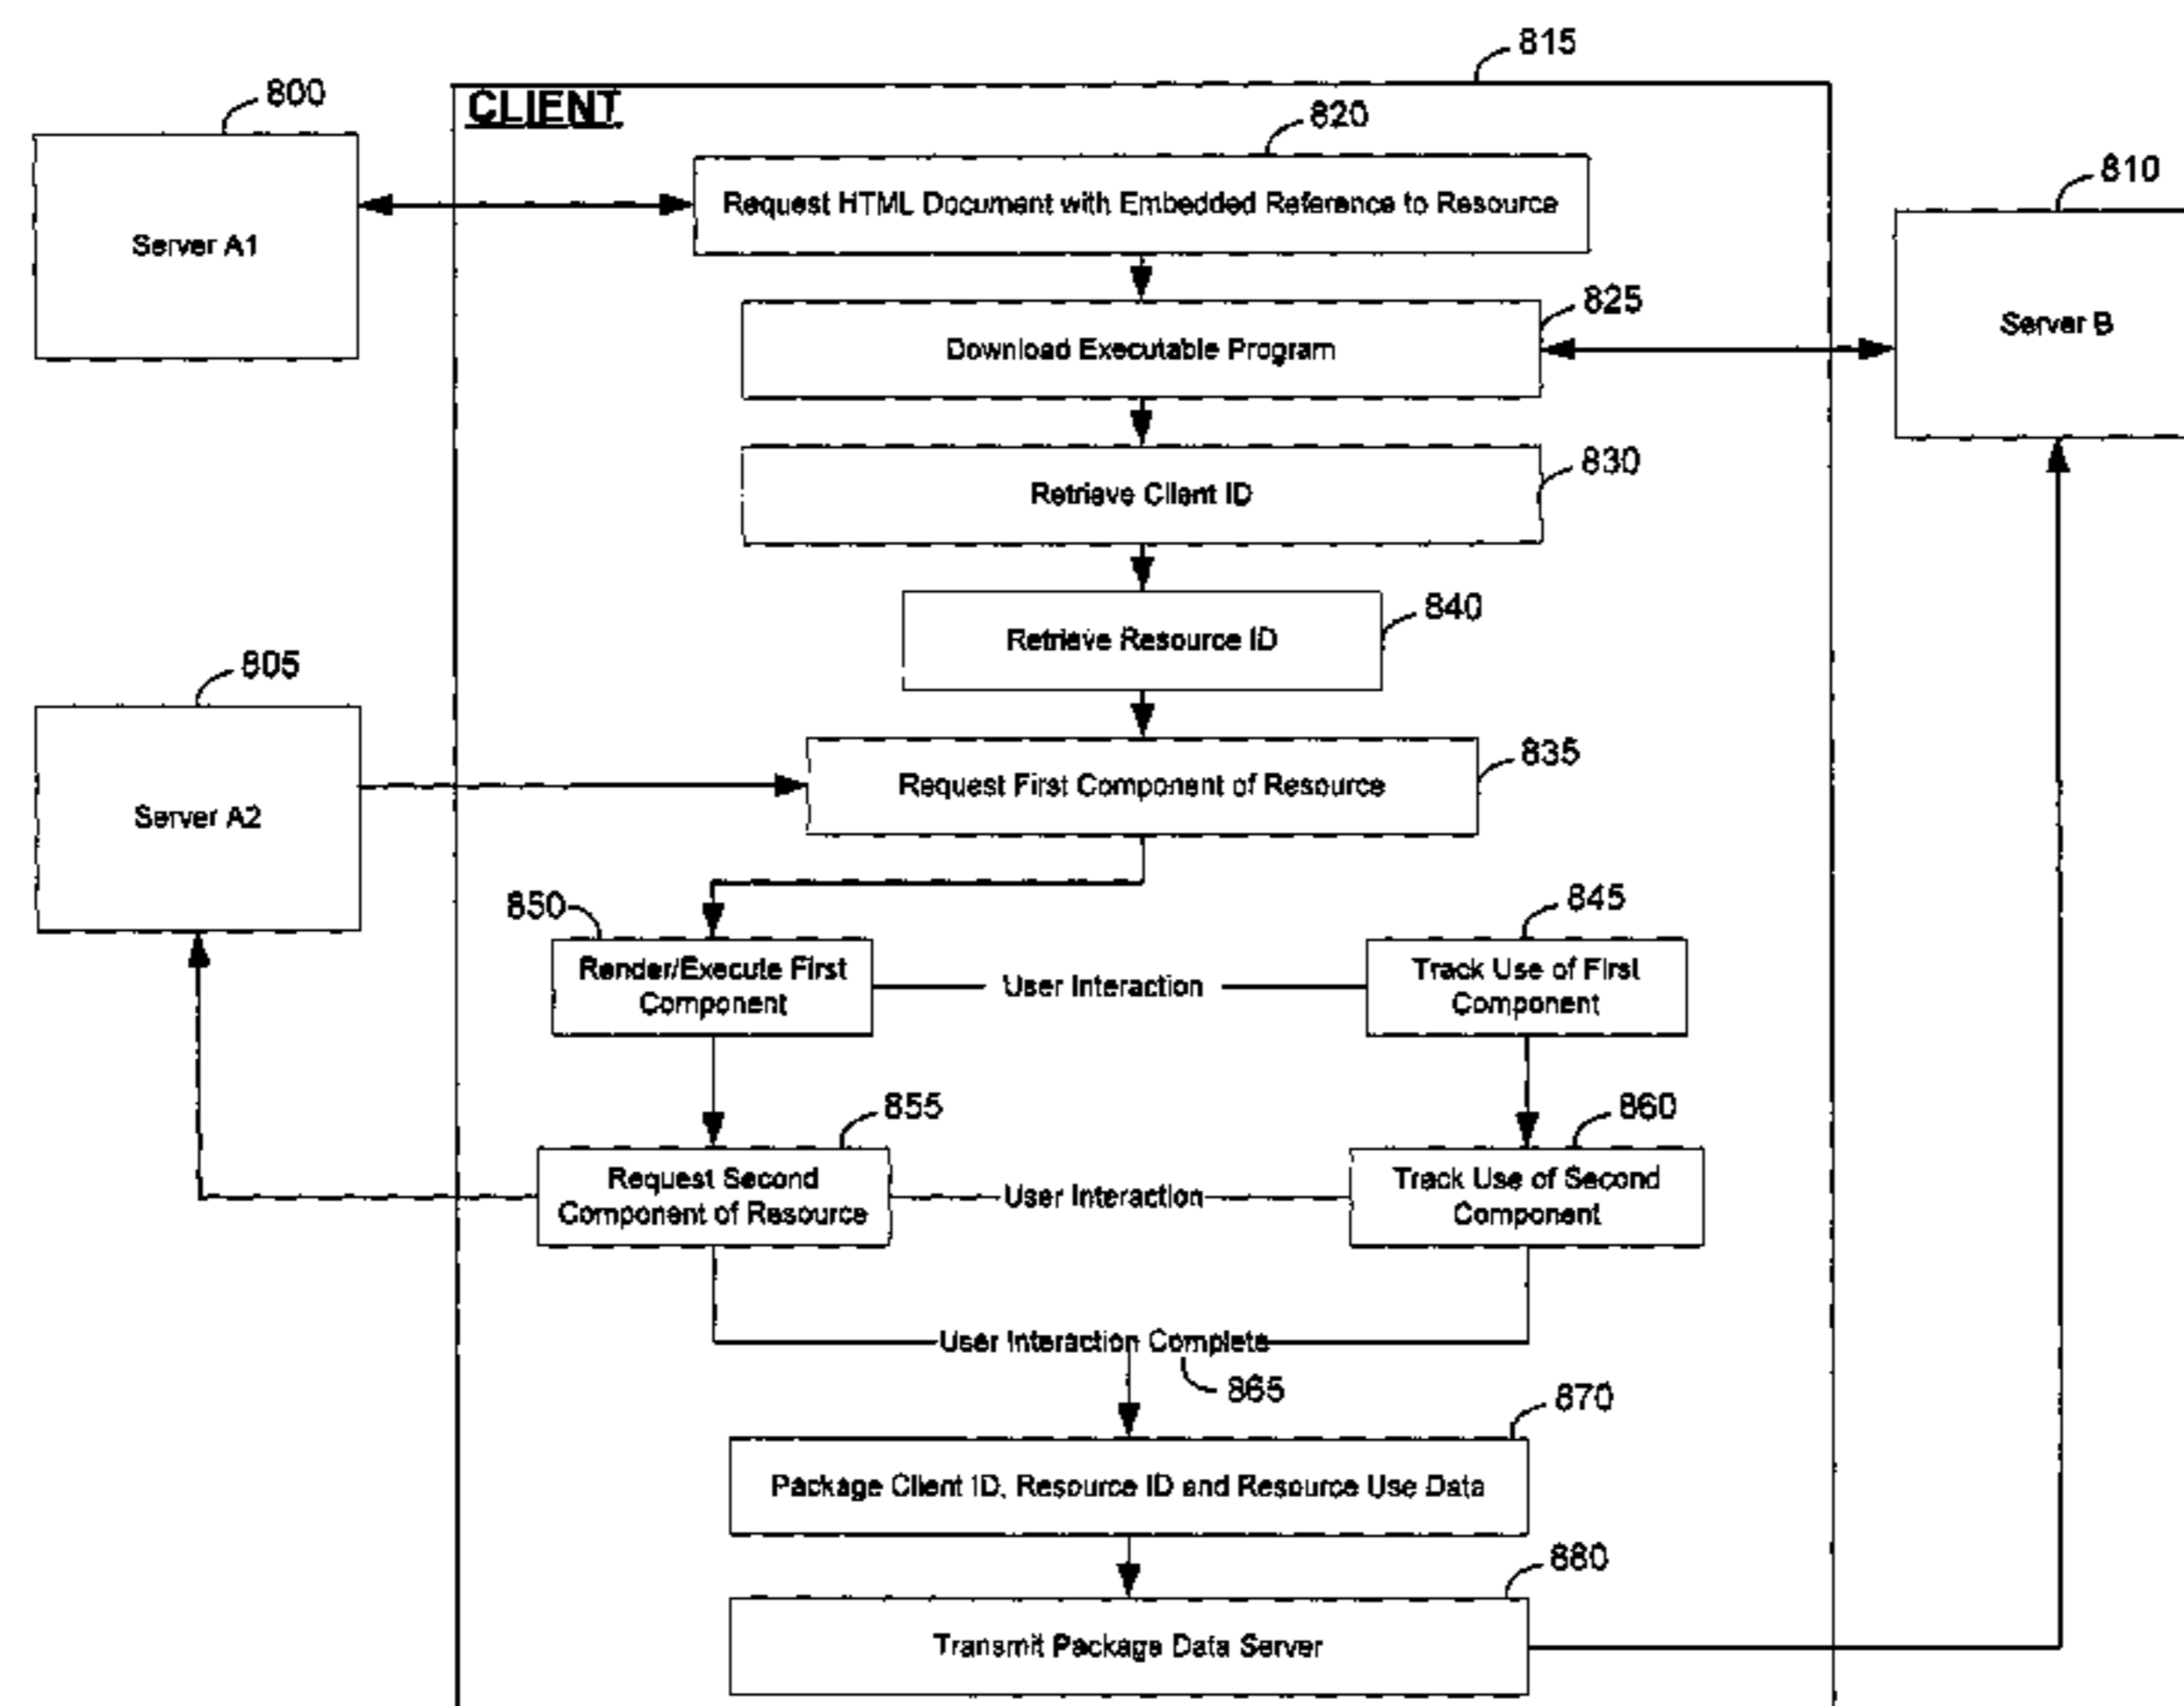 815
800
CLIENT
820
810
Request HTML Document with Embedded Reference to Resource
Server A1
825
Server B
Download Executable Program
830
Retrieve Client ID
840
Retrieve Resource ID
805
835
Request First Component of Resource
Server A2
850
845
Render/Execute First
Component
User Interaction
Track Use of First
Component
855
860
Request Second
Component of Resource
User Interaction
Track Use of Second
Component
User Interaction Complete
865
870
Package Client ID, Resource ID and Resource Use Data
880
Transmit Package Data Server